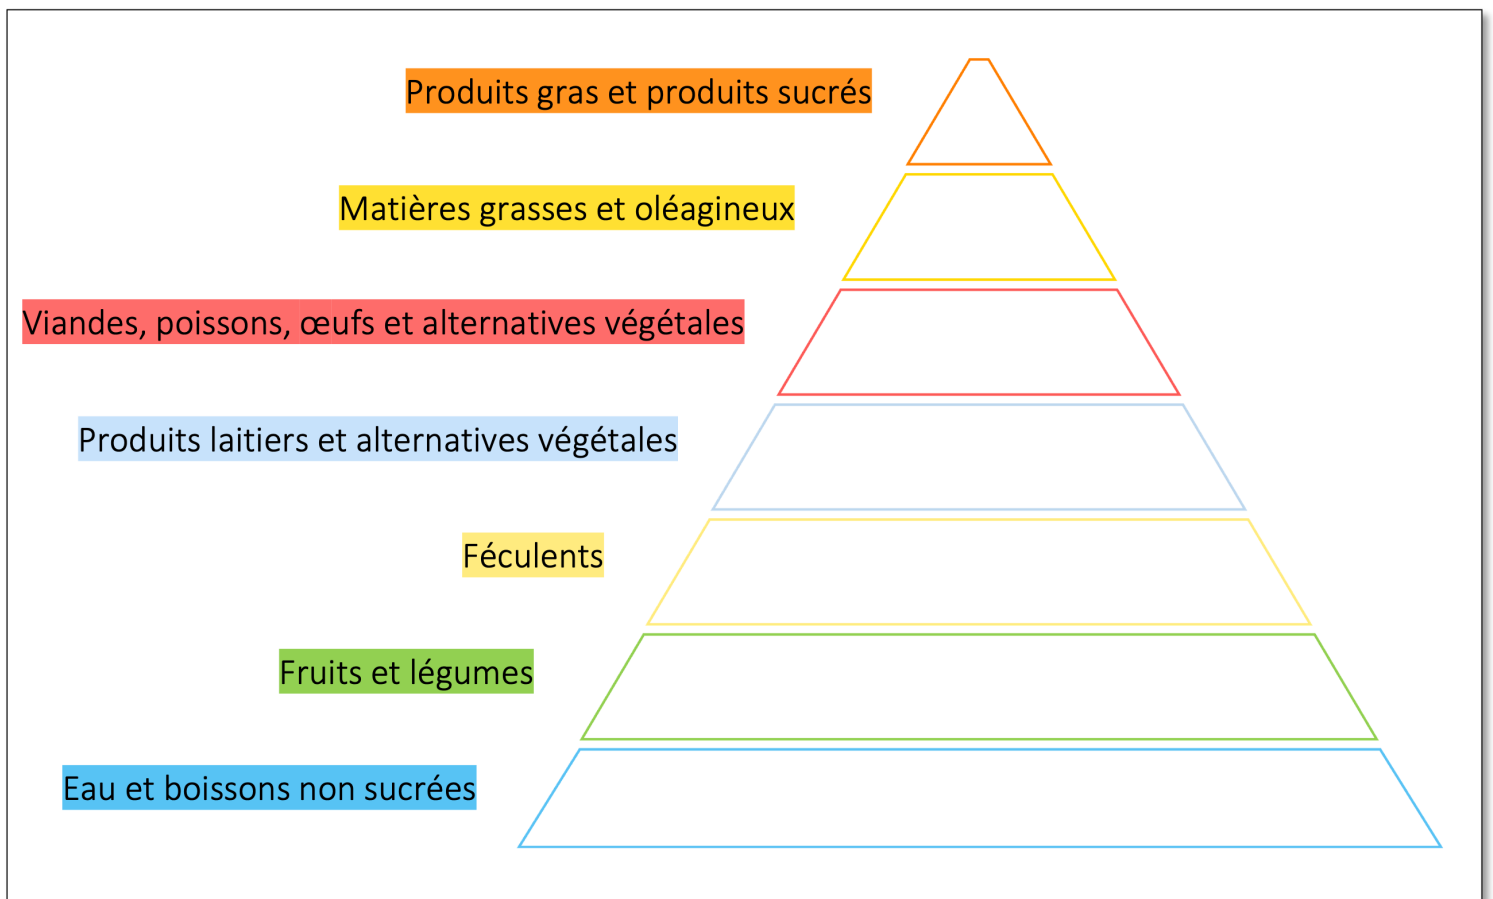 Produits gras et produits sucrés
Matières grasses et oléagineux
Viandes, poissons, œufs et alternatives végétales
Produits laitiers et alternatives végétales
Féculents
Fruits et légumes
Eau et boissons non sucrées